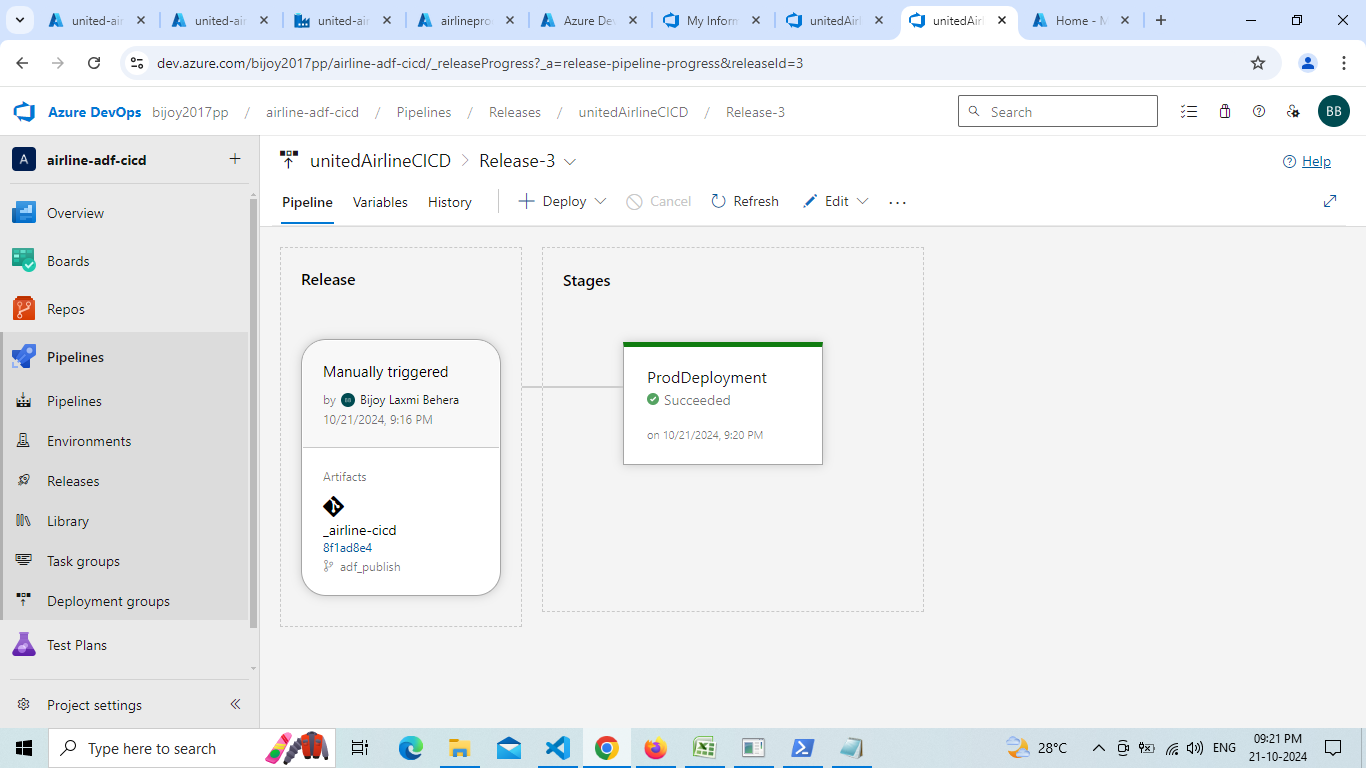 united-air
united-air
united-air
airlinepro
Azure De
My Inform
unitedAirl
unitedAirl
Home - M
dev.azure.com/bijoy2017pp/airline-adf-cicd/_releaseProgress?_a=release-pipeline-progress&releaseId=3
Azure DevOps bijoy2017pp / airline-adf-cicd / Pipelines / Releases / unitedAirlineCICD / Release-3
Search
BB
A airline-adf-cicd
Overview
Boards
Repos
Pipelines
Pipelines
Environments
Releases
Library
Task groups
Deployment groups
Test Plans
Project settings
unitedAirlineCICD > Release-3
Help
Pipeline Variables History Deploy Cancel Refresh Edit ...
Release
Manually triggered
by BB Bijoy Laxmi Behera
10/21/2024, 9:16 PM
Artifacts
_airline-cicd
8f1ad8e4
adf_publish
Stages
ProdDeployment
Succeeded
on 10/21/2024, 9:20 PM
Type here to search
28°C
ENG
09:21 PM
21-10-2024